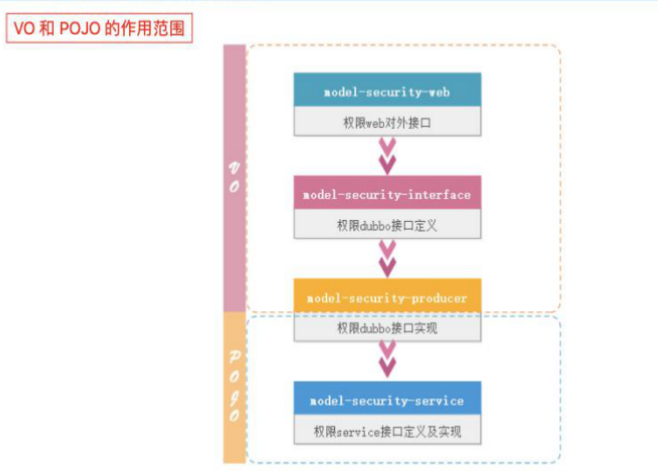 VO 和 POJO 的作用范围
VO
model-security-web
权限web对外接口
model-security-interface
权限dubbo接口定义
model-security-producer
权限dubbo接口实现
POJO
model-security-service
权限service接口定义及实现